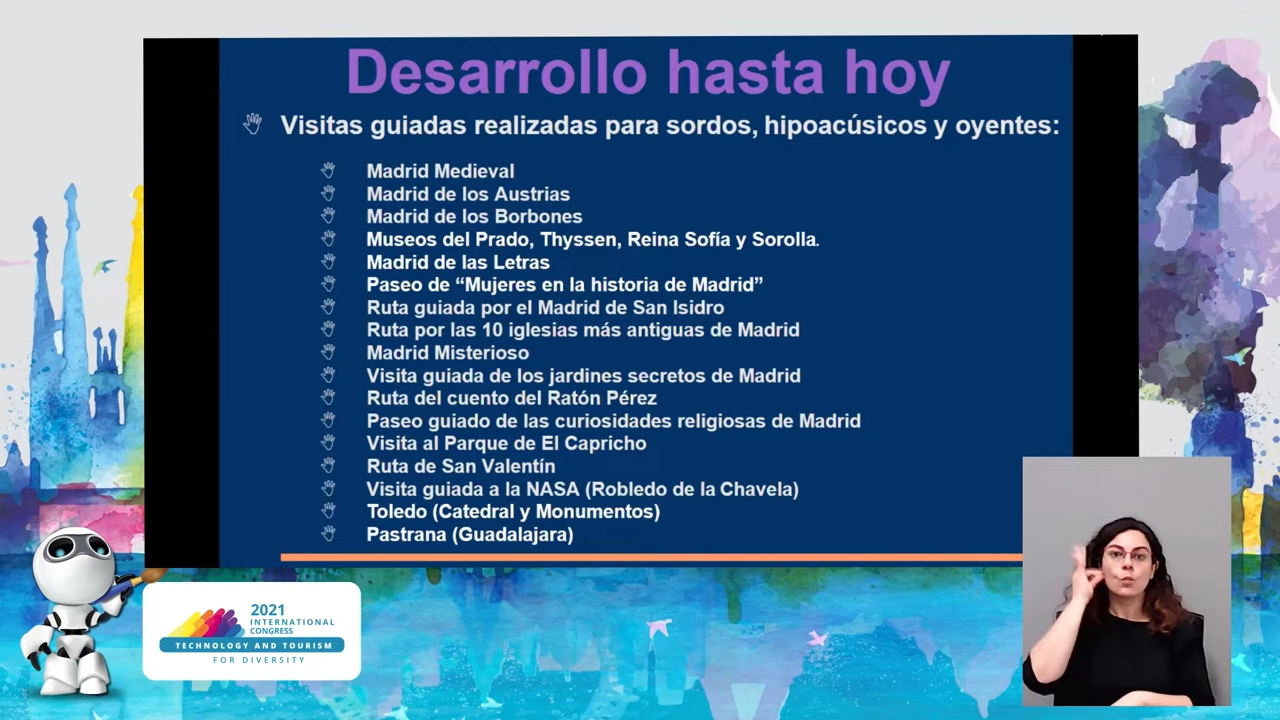 Desarrollo hasta hoy
Visitas guiadas realizadas para sordos, hipoacúsicos y oyentes:
Madrid Medieval
Madrid de los Austrias
Madrid de los Borbones
Museos del Prado, Thyssen, Reina Sofía y Sorolla.
Madrid de las Letras
Paseo de “Mujeres en la historia de Madrid”
Ruta guiada por el Madrid de San Isidro
Ruta por las 10 iglesias más antiguas de Madrid
Madrid Misterioso
Visita guiada de los jardines secretos de Madrid
Ruta del cuento del Ratón Pérez
Paseo guiado de las curiosidades religiosas de Madrid
Visita al Parque de El Capricho
Ruta de San Valentín
Visita guiada a la NASA (Robledo de la Chavela)
Toledo (Catedral y Monumentos)
Pastrana (Guadalajara)
2021
INTERNATIONAL
CONGRESS
TECHNOLOGY AND TOURISM
FOR DIVERSITY